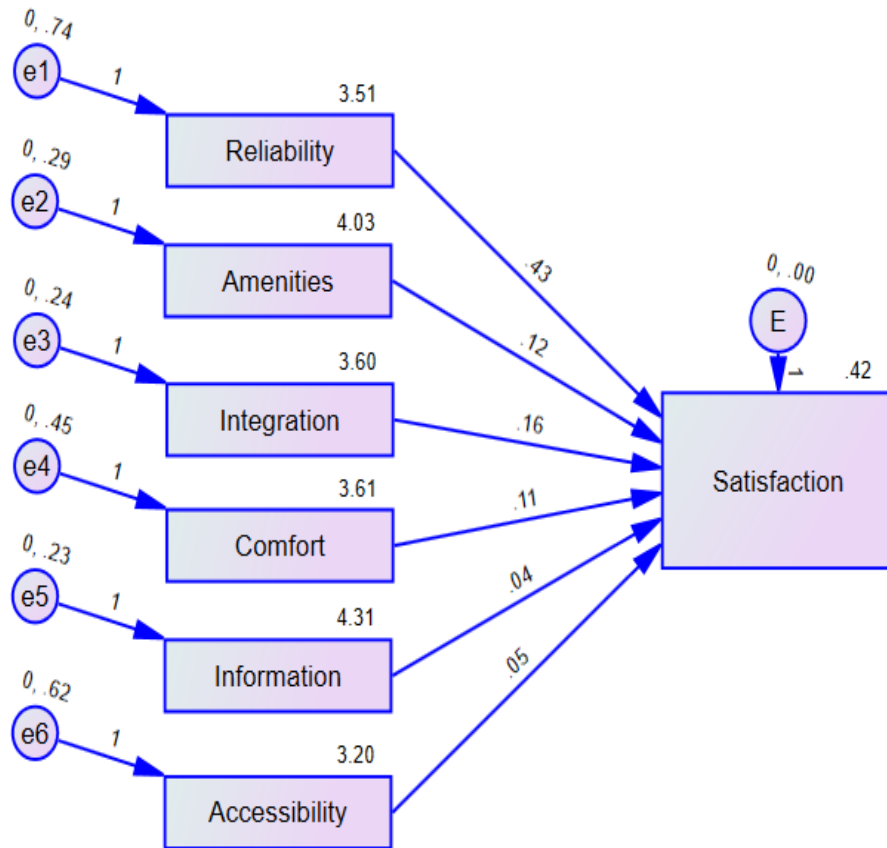 0, .74
e1
1
3.51
Reliability
.43
0, .29
e2
1
4.03
Amenities
.12
0, .24
e3
1
3.60
Integration
.16
0, .45
e4
1
3.61
Comfort
.11
0, .23
e5
1
4.31
Information
.04
0, .62
e6
1
3.20
Accessibility
.05
0, .00
E
1
.42
Satisfaction